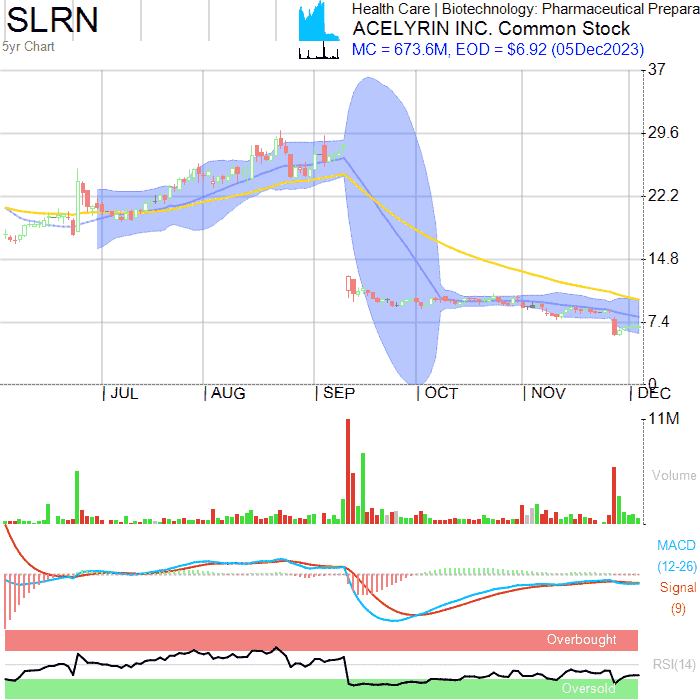 SLRN
5yr Chart
Health Care | Biotechnology: Pharmaceutical Prepara
ACELYRIN INC. Common Stock
MC = 673.6M, EOD = $6.92 (05Dec2023)
37
29.6
22.2
14.8
7.4
0
JUL
AUG
SEP
OCT
NOV
DEC
11M
Volume
MACD
(12-26)
Signal
(9)
Overbought
RSI(14)
Oversold